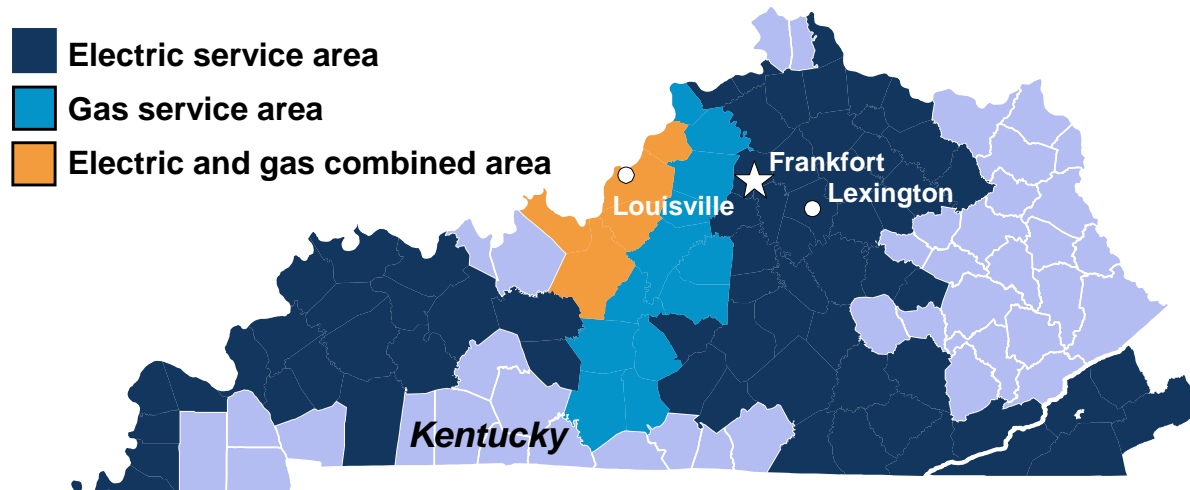 Electric service area
Gas service area
Electric and gas combined area
Frankfort
Lexington
Louisville
Kentucky